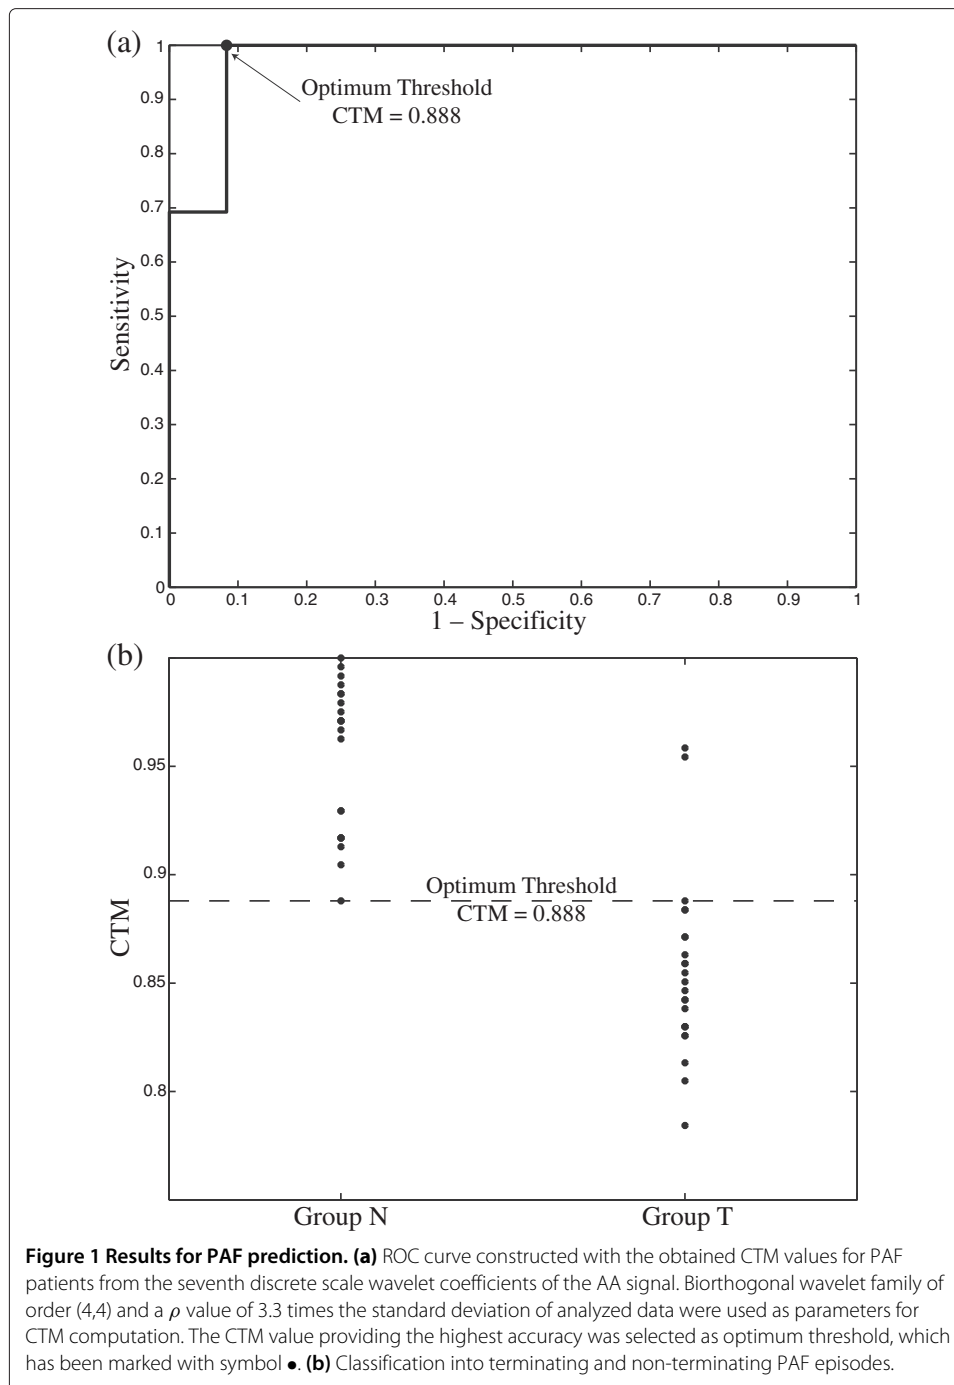 (a)
1
0.9
0.8
0.7
0.6
0.5
0.4
0.3
0.2
0.1
0
Sensitivity
Optimum Threshold
CTM = 0.888
0 0.1 0.2 0.3 0.4 0.5 0.6 0.7 0.8 0.9 1
1 – Specificity
(b)
0.95
0.9
0.85
0.8
CTM
Optimum Threshold
CTM = 0.888
Group N Group T
Figure 1 Results for PAF prediction. (a) ROC curve constructed with the obtained CTM values for PAF
patients from the seventh discrete scale wavelet coefficients of the AA signal. Biorthogonal wavelet family of
order (4,4) and a ρ value of 3.3 times the standard deviation of analyzed data were used as parameters for
CTM computation. The CTM value providing the highest accuracy was selected as optimum threshold, which
has been marked with symbol •. (b) Classification into terminating and non-terminating PAF episodes.